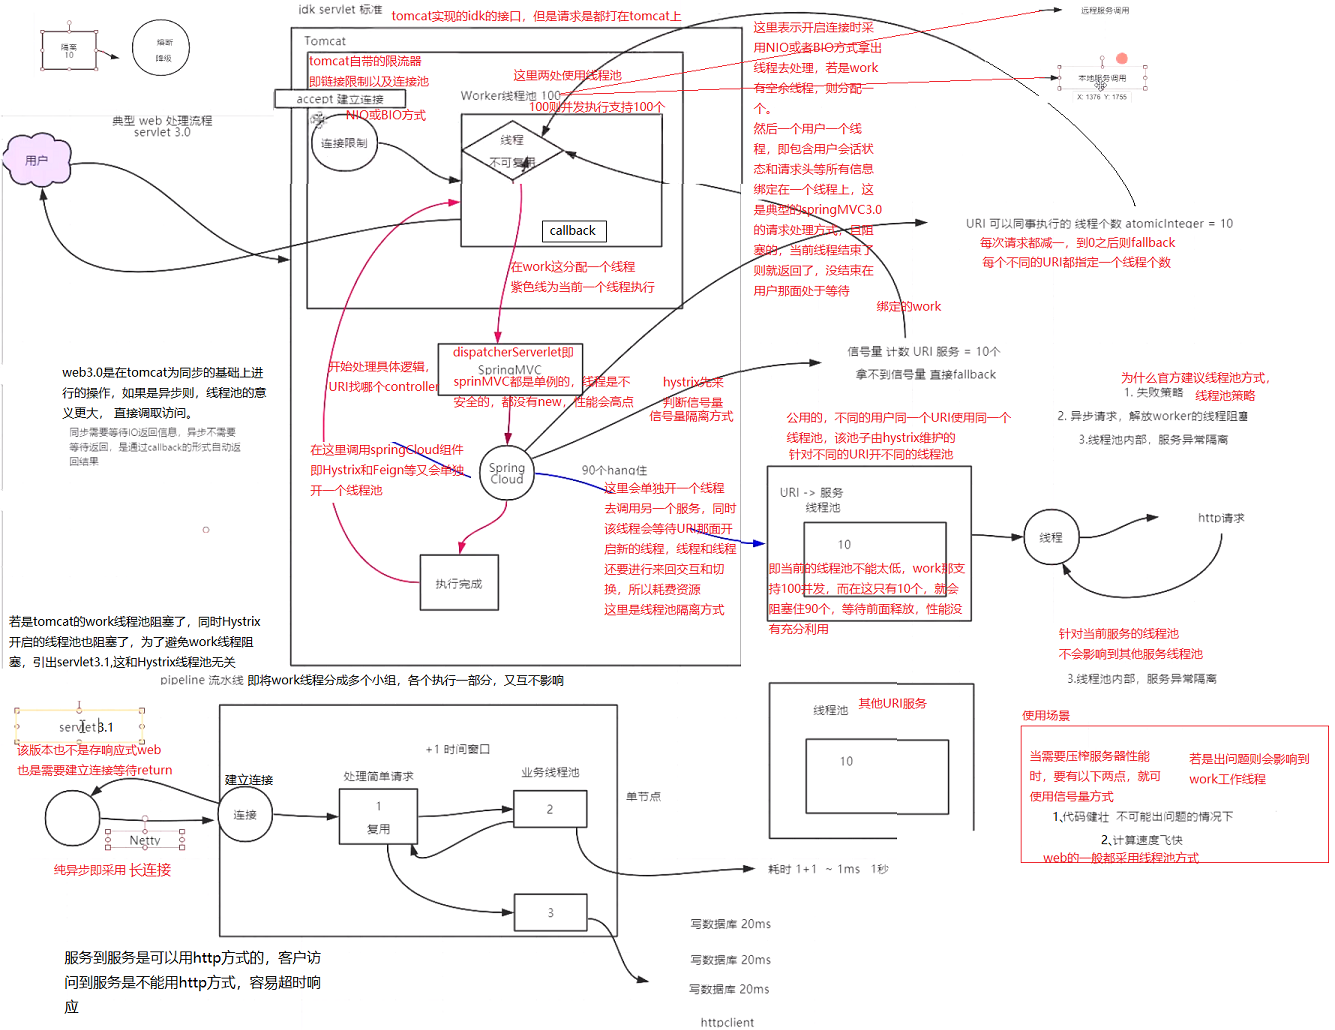 idk servlet 标准
tomcat实现的idk的接口，但是请求是都打在tomcat上
远程服务调用
隔离
10
熔断
降级
Tomcat
tomcat自带的限流器
即链接限制以及连接池
accept 建立连接
NIO或BIO方式
连接限制
这里两处使用线程池
Worker线程池 100
100则并发执行支持100个
线程
不可复用
callback
这里表示开启连接时采
用NIO或者BIO方式拿出
线程去处理，若是work
有空余线程，则分配一
个。
然后一个用户一个线
程，即包含用户会话状
态和请求头等所有信息
绑定在一个线程上，这
是典型的springMVC3.0
的请求处理方式，且阻
塞的，当前线程结束了
则就返回了，没结束在
用户那面处于等待
本地服务调用
X: 1376 Y: 1755
典型 web 处理流程
servlet 3.0
用户
URI 可以同事执行的 线程个数 atomicInteger = 10
每次请求都减一，到0之后则fallback
每个不同的URI都指定一个线程个数
在work这分配一个线程
紫色线为当前一个线程执行
绑定的work
信号量 计数 URI 服务 = 10个
拿不到信号量 直接fallback
web3.0是在tomcat为同步的基础上进
行的操作，如果是异步则，线程池的意
义更大， 直接调取访问。
同步需要等待IO返回信息，异步不需要
等待返回，是通过callback的形式自动返
回结果
开始处理具体逻辑，
URI找哪个controller
dispatcherServerlet即
SpringMVC
sprinMVC都是单例的，线程是不
安全的，都没有new，性能会高点
hystrix先来
判断信号量
信号量隔离方式
为什么官方建议线程池方式，
1. 失败策略
线程池策略
2. 异步请求，解放worker的线程阻塞
3.线程池内部，服务异常隔离
公用的，不同的用户同一个URI使用同一个
线程池，该池子由hystrix维护的
针对不同的URI开不同的线程池
在这里调用springCloud组件
即Hystrix和Feign等又会单独
开一个线程池
Spring
Cloud
90个hang住
这里会单独开一个线程
去调用另一个服务，同时
该线程会等待URI那面开
启新的线程，线程和线程
还要进行来回交互和切
换，所以耗费资源
这里是线程池隔离方式
URI -> 服务
线程池
10
即当前的线程池不能太低，work那支
持100并发，而在这只有10个，就会
阻塞住90个，等待前面释放，性能没
有充分利用
线程
http请求
执行完成
若是tomcat的work线程池阻塞了，同时Hystrix
开启的线程池也阻塞了，为了避免work线程阻
塞，引出servlet3.1,这和Hystrix线程池无关
针对当前服务的线程池
不会影响到其他服务线程池
3.线程池内部，服务异常隔离
pipeline 流水线 即将work线程分成多个小组，各个执行一部分，又互不影响
servlet3.1
该版本也不是存响应式web
也是需要建立连接等待return
建立连接
连接
Netty
纯异步即采用 长连接
+1 时间窗口
处理简单请求
1
复用
业务线程池
2
3
单节点
线程池
其他URI服务
10
使用场景
当需要压榨服务器性能
时，要有以下两点，就可
使用信号量方式
若是出问题则会影响到
work工作线程
1、代码健壮 不可能出问题的情况下
2、计算速度飞快
web的一般都采用线程池方式
耗时 1+1 ~ 1ms 1秒
写数据库 20ms
写数据库 20ms
写数据库 20ms
httpclient
服务到服务是可以用http方式的，客户访
问到服务是不能用http方式，容易超时响
应